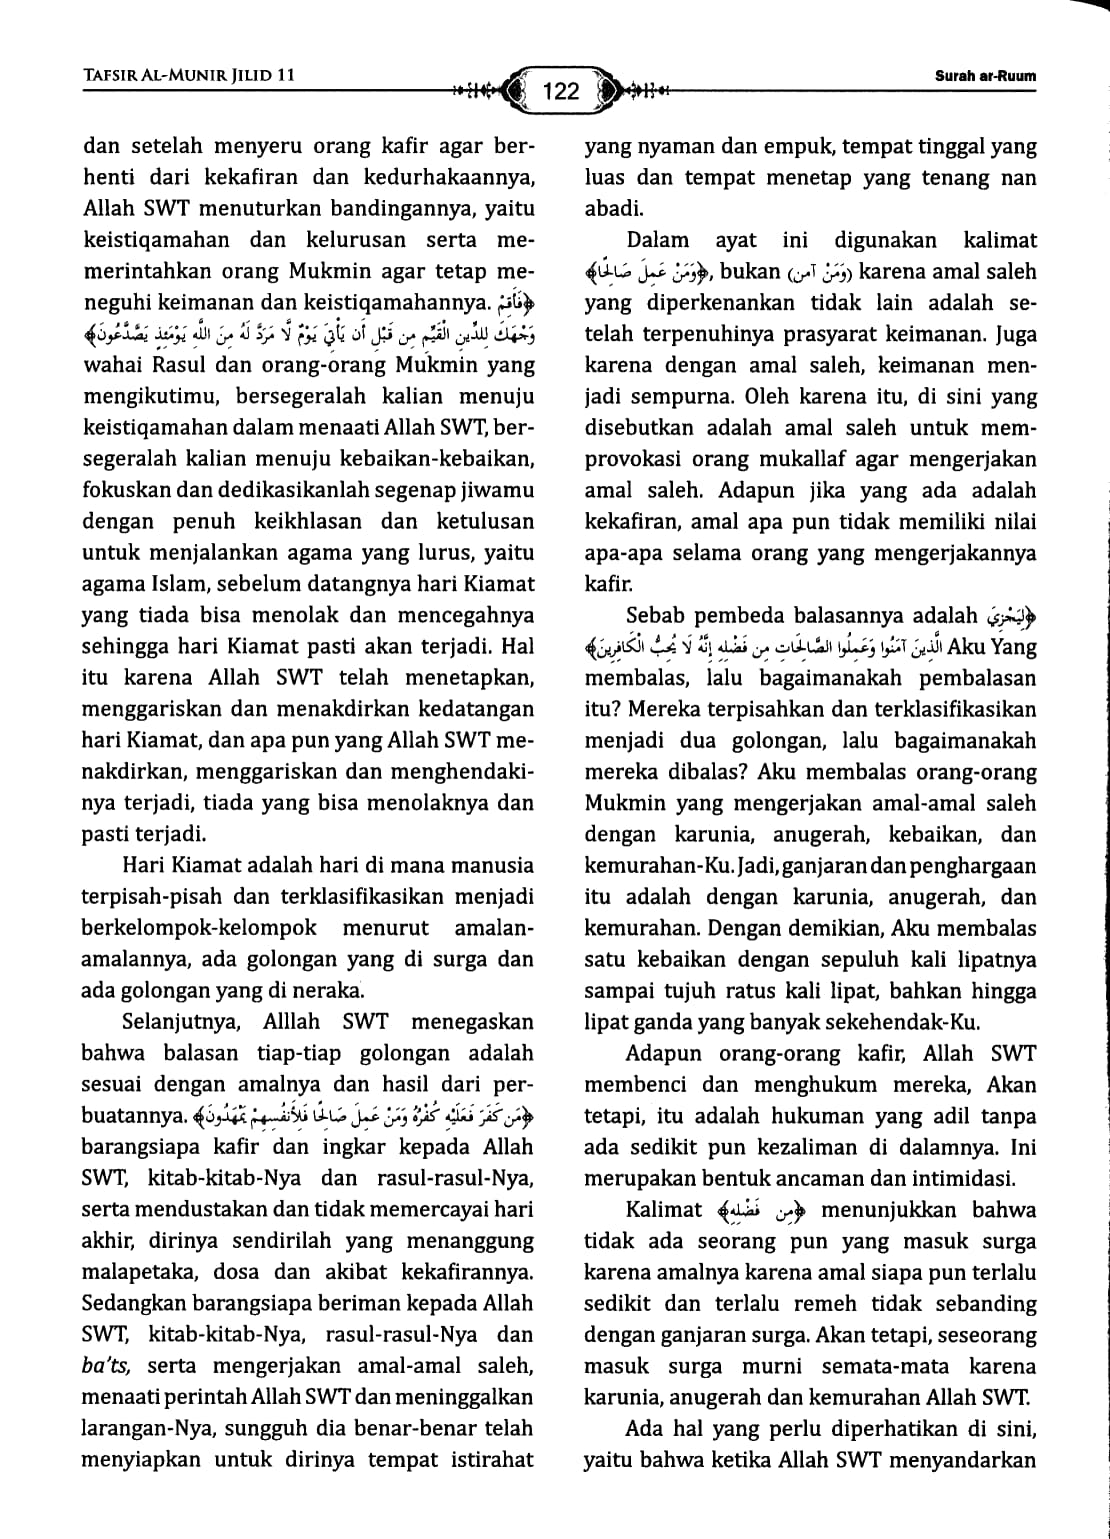 TAFSIR AL-MUNIR JILID 11
122
Surah ar-Ruum
dan setelah menyeru orang kafir agar ber-
henti dari kekafiran dan kedurhakaannya,
Allah SWT menuturkan bandingannya, yaitu
keistiqamahan dan kelurusan serta me-
merintahkan orang Mukmin agar tetap me-
neguhi keimanan dan keistiqamahannya. ﴿فَأَقِمْ
وَجْهَكَ لِلدِّينِ الْقَيِّمِ مِن قَبْلِ أَن يَأْتِيَ يَوْمٌ لَّا مَرَدَّ لَهُ مِنَ اللَّهِ يَوْمَئِذٍ يَصَّدَّعُونَ﴾
wahai Rasul dan orang-orang Mukmin yang
mengikutimu, bersegeralah kalian menuju
keistiqamahan dalam menaati Allah SWT, ber-
segeralah kalian menuju kebaikan-kebaikan,
fokuskan dan dedikasikanlah segenap jiwamu
dengan penuh keikhlasan dan ketulusan
untuk menjalankan agama yang lurus, yaitu
agama Islam, sebelum datangnya hari Kiamat
yang tiada bisa menolak dan mencegahnya
sehingga hari Kiamat pasti akan terjadi. Hal
itu karena Allah SWT telah menetapkan,
menggariskan dan menakdirkan kedatangan
hari Kiamat, dan apa pun yang Allah SWT me-
nakdirkan, menggariskan dan menghendaki-
nya terjadi, tiada yang bisa menolaknya dan
pasti terjadi.
Hari Kiamat adalah hari di mana manusia
terpisah-pisah dan terklasifikasikan menjadi
berkelompok-kelompok menurut amalan-
amalannya, ada golongan yang di surga dan
ada golongan yang di neraka.
Selanjutnya, Alllah SWT menegaskan
bahwa balasan tiap-tiap golongan adalah
sesuai dengan amalnya dan hasil dari per-
buatannya. ﴿مَن كَفَرَ فَعَلَيْهِ كُفْرُهُ وَمَنْ عَمِلَ صَالِحًا فَلِأَنفُسِهِمْ يَمْهَدُونَ﴾
barangsiapa kafir dan ingkar kepada Allah
SWT, kitab-kitab-Nya dan rasul-rasul-Nya,
serta mendustakan dan tidak memercayai hari
akhir, dirinya sendirilah yang menanggung
malapetaka, dosa dan akibat kekafirannya.
Sedangkan barangsiapa beriman kepada Allah
SWT, kitab-kitab-Nya, rasul-rasul-Nya dan
ba'ts, serta mengerjakan amal-amal saleh,
menaati perintah Allah SWT dan meninggalkan
larangan-Nya, sungguh dia benar-benar telah
menyiapkan untuk dirinya tempat istirahat
yang nyaman dan empuk, tempat tinggal yang
luas dan tempat menetap yang tenang nan
abadi.
Dalam ayat ini digunakan kalimat
﴿وَمَنْ عَمِلَ صَالِحًا﴾, bukan (وَمَنْ آمن) karena amal saleh
yang diperkenankan tidak lain adalah se-
telah terpenuhinya prasyarat keimanan. Juga
karena dengan amal saleh, keimanan men-
jadi sempurna. Oleh karena itu, di sini yang
disebutkan adalah amal saleh untuk mem-
provokasi orang mukallaf agar mengerjakan
amal saleh. Adapun jika yang ada adalah
kekafiran, amal apa pun tidak memiliki nilai
apa-apa selama orang yang mengerjakannya
kafir.
Sebab pembeda balasannya adalah ﴿لِيَجْزِيَ
الَّذِينَ آمَنُوا وَعَمِلُوا الصَّالِحَاتِ مِن فَضْلِهِ إِنَّهُ لَا يُحِبُّ الْكَافِرِينَ﴾ Aku Yang
membalas, lalu bagaimanakah pembalasan
itu? Mereka terpisahkan dan terklasifikasikan
menjadi dua golongan, lalu bagaimanakah
mereka dibalas? Aku membalas orang-orang
Mukmin yang mengerjakan amal-amal saleh
dengan karunia, anugerah, kebaikan, dan
kemurahan-Ku. Jadi, ganjaran dan penghargaan
itu adalah dengan karunia, anugerah, dan
kemurahan. Dengan demikian, Aku membalas
satu kebaikan dengan sepuluh kali lipatnya
sampai tujuh ratus kali lipat, bahkan hingga
lipat ganda yang banyak sekehendak-Ku.
Adapun orang-orang kafir, Allah SWT
membenci dan menghukum mereka, Akan
tetapi, itu adalah hukuman yang adil tanpa
ada sedikit pun kezaliman di dalamnya. Ini
merupakan bentuk ancaman dan intimidasi.
Kalimat ﴿مِن فَضْلِهِ﴾ menunjukkan bahwa
tidak ada seorang pun yang masuk surga
karena amalnya karena amal siapa pun terlalu
sedikit dan terlalu remeh tidak sebanding
dengan ganjaran surga. Akan tetapi, seseorang
masuk surga murni semata-mata karena
karunia, anugerah dan kemurahan Allah SWT.
Ada hal yang perlu diperhatikan di sini,
yaitu bahwa ketika Allah SWT menyandarkan